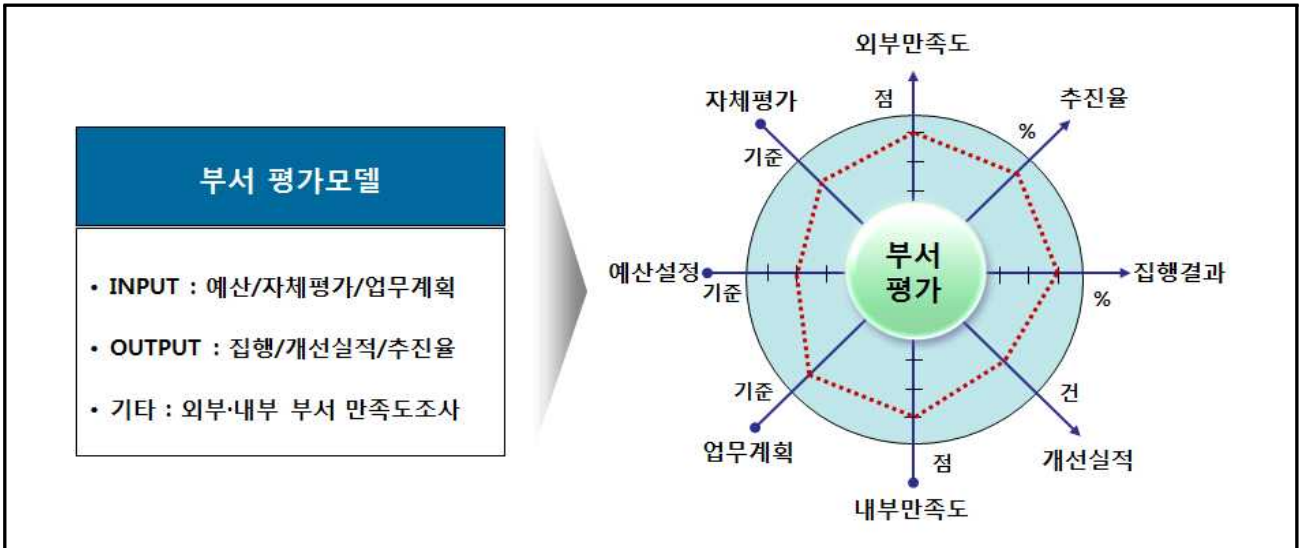 부서 평가모델
• INPUT : 예산/자체평가/업무계획
• OUTPUT : 집행/개선실적/추진율
• 기타 : 외부·내부 부서 만족도조사
외부만족도
점
자체평가
기준
추진율
%
예산설정
기준
부서
평가
집행결과
%
업무계획
기준
개선실적
건
내부만족도
점